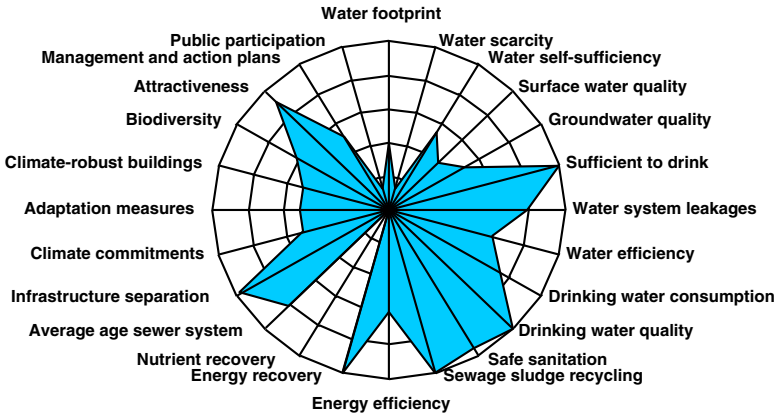 Water footprint
Public participation
Water scarcity
Management and action plans
Water self-sufficiency
Attractiveness
Surface water quality
Biodiversity
Groundwater quality
Climate-robust buildings
Sufficient to drink
Adaptation measures
Water system leakages
Climate commitments
Water efficiency
Infrastructure separation
Drinking water consumption
Average age sewer system
Drinking water quality
Nutrient recovery
Safe sanitation
Energy recovery
Sewage sludge recycling
Energy efficiency